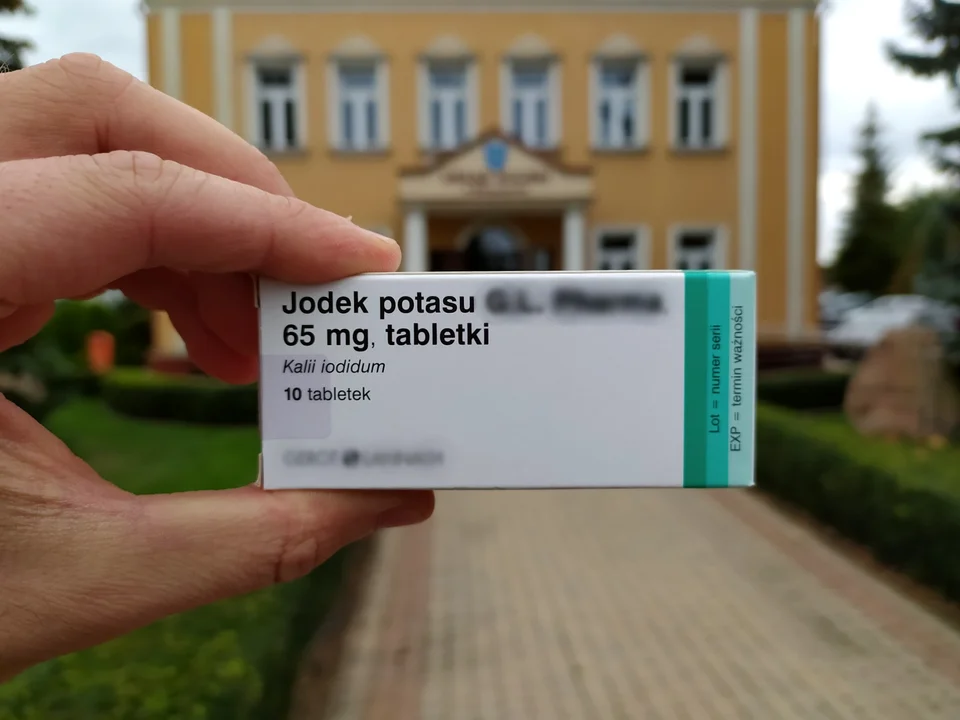 Jodek potasu
65 mg, tabletki
Kalii iodidum
10 tabletek
Lot = numer serii
EXP = termin ważności